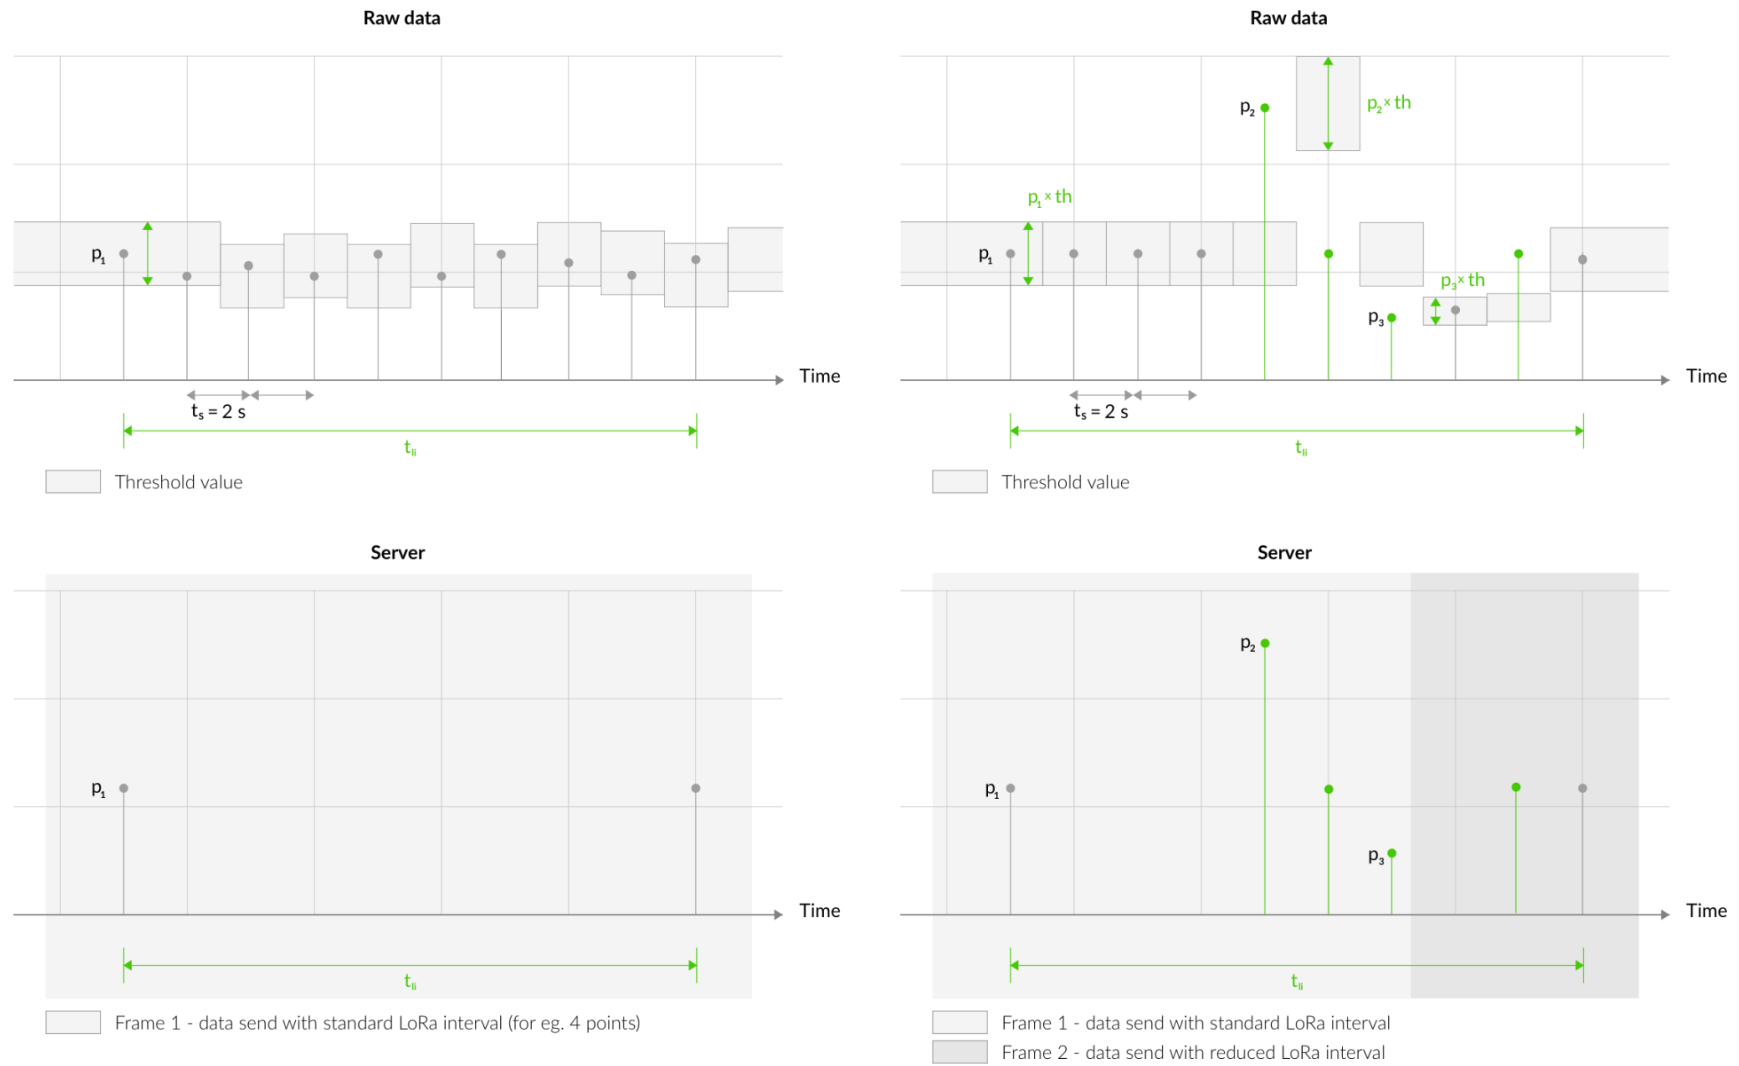 Raw data
p1
Time
ts = 2 s
tli
Threshold value
Raw data
p2
p2 x th
p1 x th
p1
p3 x th
p3
Time
ts = 2 s
tli
Threshold value
Server
p1
Time
tli
Frame 1 - data send with standard LoRa interval (for eg. 4 points)
Server
p2
p1
p3
Time
tli
Frame 1 - data send with standard LoRa interval
Frame 2 - data send with reduced LoRa interval